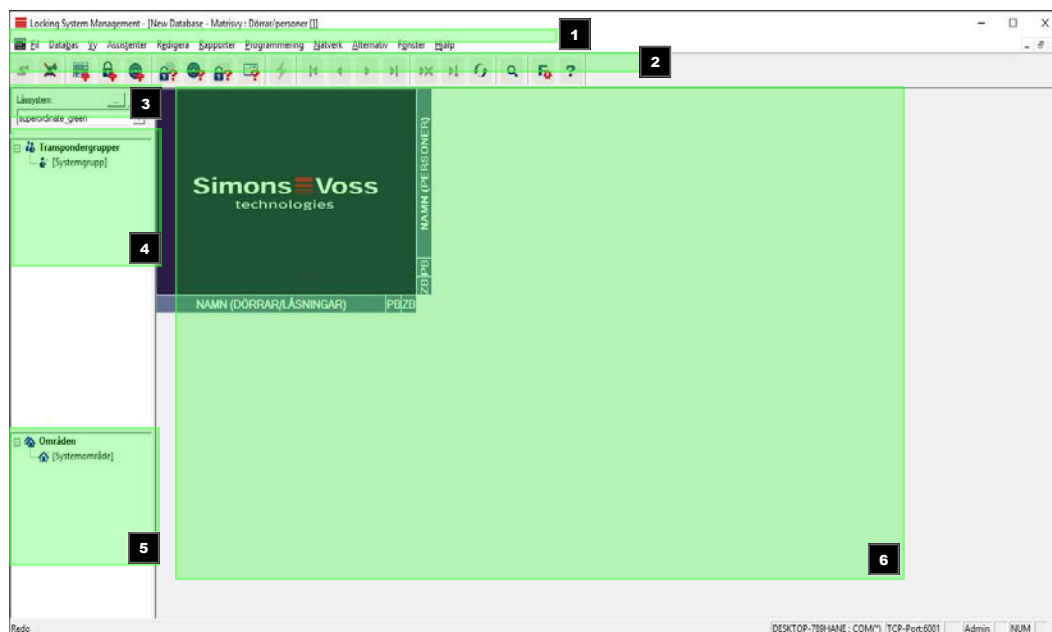 Locking System Management - [New Database - Matrisvy : Dörrar/personer []]
Fil Databas Vy Assistenter Redigera Rapporter Programmering Nätverk Alternativ Fönster Hjälp
1
2
Låssystem:
...
3
superordinate_green
Transpondergrupper
[Systemgrupp]
4
Simons Voss
technologies
NAMN (PERSONER)
ZB PB
NAMN (DÖRRAR/LÅSNINGAR) PB ZB
Områden
[Systemområde]
5
6
Redo
DESKTOP-789HANE : COM(*) TCP-Port:6001 Admin NUM